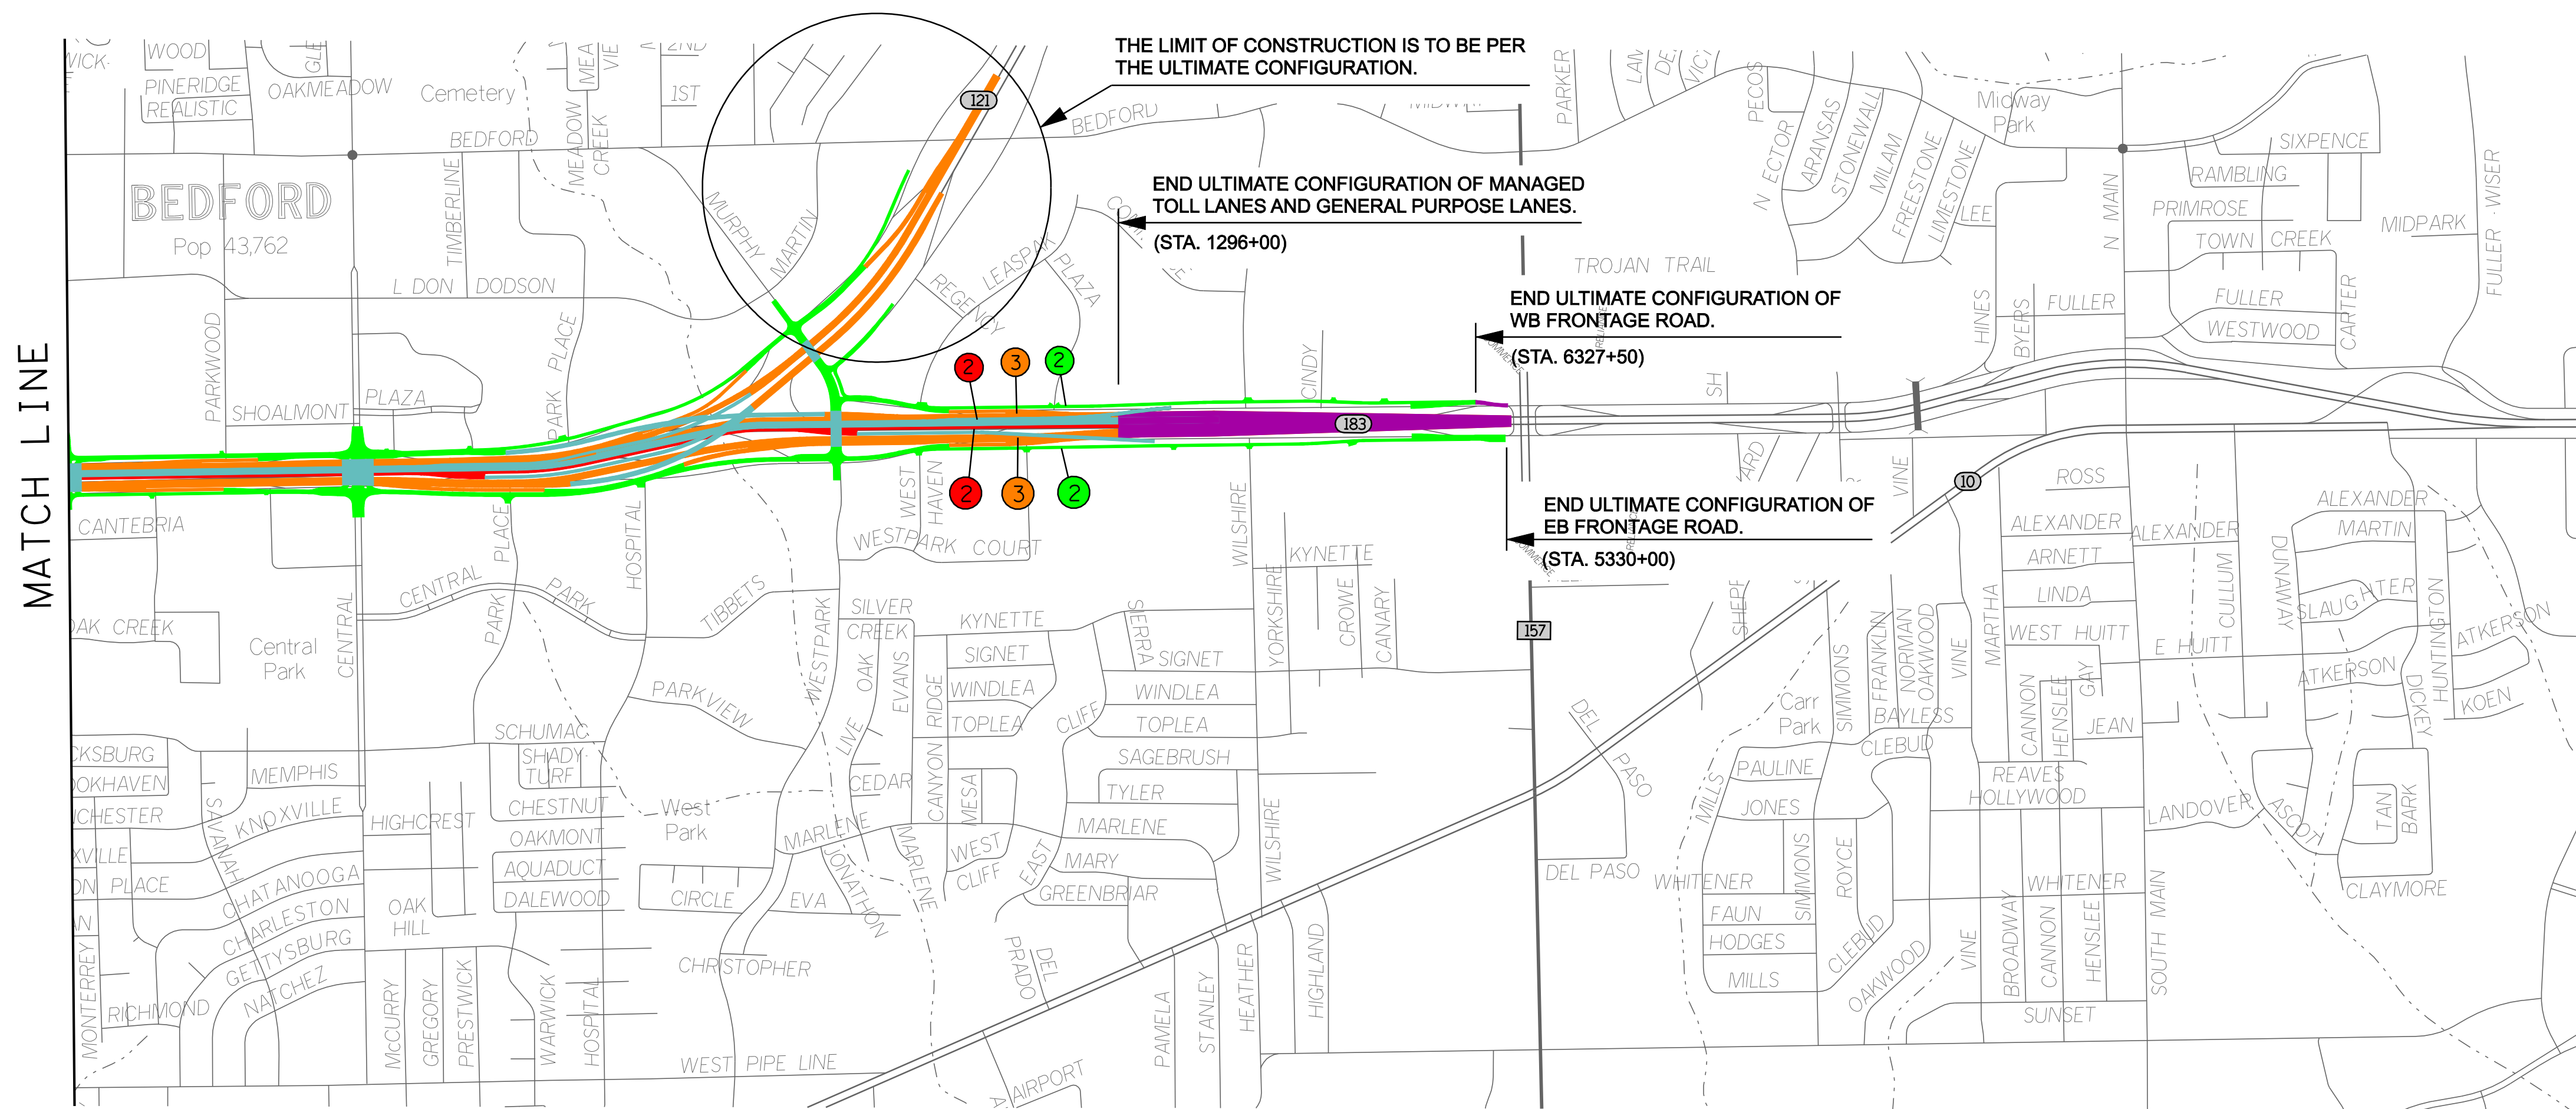 THE LIMIT OF CONSTRUCTION IS TO BE PER
THE ULTIMATE CONFIGURATION.
END ULTIMATE CONFIGURATION OF MANAGED
TOLL LANES AND GENERAL PURPOSE LANES.
(STA. 1296+00)
END ULTIMATE CONFIGURATION OF
WB FRONTAGE ROAD.
(STA. 6327+50)
END ULTIMATE CONFIGURATION OF
EB FRONTAGE ROAD.
(STA. 5330+00)
MATCH LINE
WOOD
PINERIDGE
REALISTIC
OAKMEADOW
Cemetery
MEADOW
CREEK
2ND
1ST
BEDFORD
BEDFORD
BEDFORD
Pop 43,762
TIMBERLINE
L DON DODSON
MURPHY
MARTIN
121
REGENCY
LEASPAK
PLAZA
PARKER
PECOS
N ECTOR
ARANSAS
STONEWALL
MILAM
FREESTONE
LIMESTONE
LEE
Midway
Park
N MAIN
SIXPENCE
RAMBLING
PRIMROSE
TOWN CREEK
MIDPARK
FULLER-WISER
TROJAN TRAIL
HINES
BYERS
FULLER
FULLER
WESTWOOD
CARTER
PARKWOOD
SHOALMONT
PLAZA
PARK PLACE
2
3
2
2
3
2
CINDY
183
SH
10
157
CANTEBRIA
CENTRAL
CENTRAL PARK
PARK PLACE
HOSPITAL
TIBBETS
WEST
HAVEN
WESTPARK COURT
WESTPARK
WILSHIRE
YORKSHIRE
KYNETTE
CROWE
CANARY
OAK CREEK
Central
Park
SILVER
CREEK
KYNETTE
SIERRA
SIGNET
SIGNET
WINDLEA
WINDLEA
TOPLEA
TOPLEA
LIVE OAK
EVANS
CANYON RIDGE
CLIFF
SAGEBRUSH
CEDAR
MESA
TYLER
MARLENE
MARLENE
MARLENE
MARY
GREENBRIAR
WEST
CLIFF
EAST
JONATHON
PARKVIEW
SCHUMAC
SHADY-
TURF
CHESTNUT
OAKMONT
AQUADUCT
DALEWOOD
West
Park
CIRCLE
EVA
CHRISTOPHER
WEST PIPE LINE
MEMPHIS
KNOXVILLE
SAVANAH
CHATANOOGA
CHARLESTON
GETTYSBURG
NATCHEZ
RICHMOND
MONTERREY
HIGHCREST
OAK
HILL
McCURRY
GREGORY
PRESTWICK
WARWICK
HOSPITAL
DEL
PRADO
PAMELA
STANLEY
HEATHER
HIGHLAND
WILSHIRE
AIRPORT
DEL PASO
DEL PASO
VINE
ROSS
ALEXANDER
ALEXANDER
ALEXANDER
MARTIN
ARNETT
LINDA
WEST HUITT
E HUITT
CULLUM
DUNAWAY
SLAUGHTER
HUNTINGTON
ATKERSON
ATKERSON
KOEN
DICKEY
MARTHA
CANNON
HENSLEE
GAY
JEAN
FRANKLIN
NORMAN
OAKWOOD
VINE
SIMMONS
BAYLESS
CLEBUD
Carr
Park
MILLS
PAULINE
JONES
REAVES
HOLLYWOOD
LANDOVER
ASCOT
TAN
BARK
CLAYMORE
WHITENER
WHITENER
FAUN
HODGES
MILLS
SIMMONS
ROYCE
CLEBUD
OAKWOOD
VINE
BROADWAY
CANNON
HENSLEE
SOUTH MAIN
SUNSET